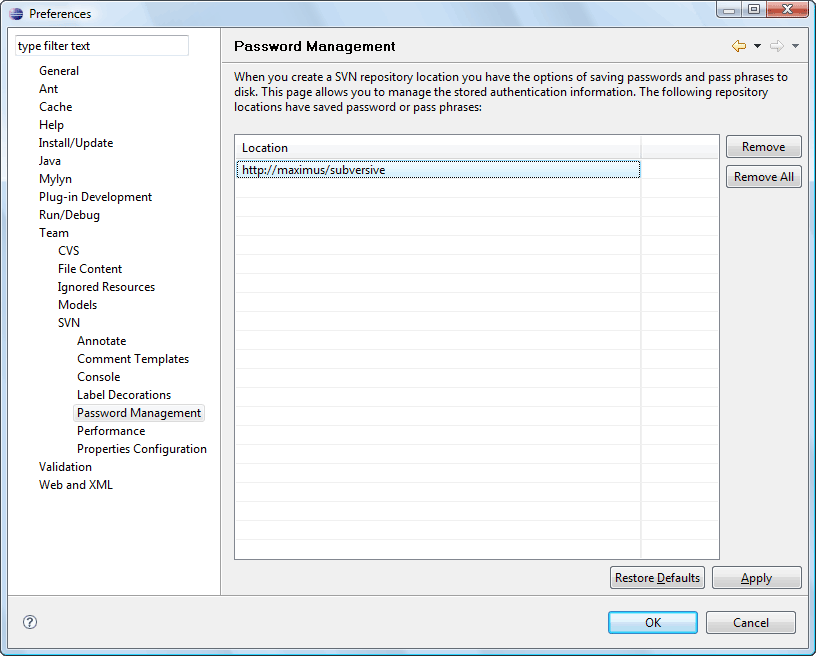 Preferences
type filter text
General
Ant
Cache
Help
Install/Update
Java
Mylyn
Plug-in Development
Run/Debug
Team
CVS
File Content
Ignored Resources
Models
SVN
Annotate
Comment Templates
Console
Label Decorations
Password Management
Performance
Properties Configuration
Validation
Web and XML
Password Management
When you create a SVN repository location you have the options of saving passwords and pass phrases to
disk. This page allows you to manage the stored authentication information. The following repository
locations have saved password or pass phrases:
Location
http://maximus/subversive
Remove
Remove All
Restore Defaults
Apply
?
OK
Cancel